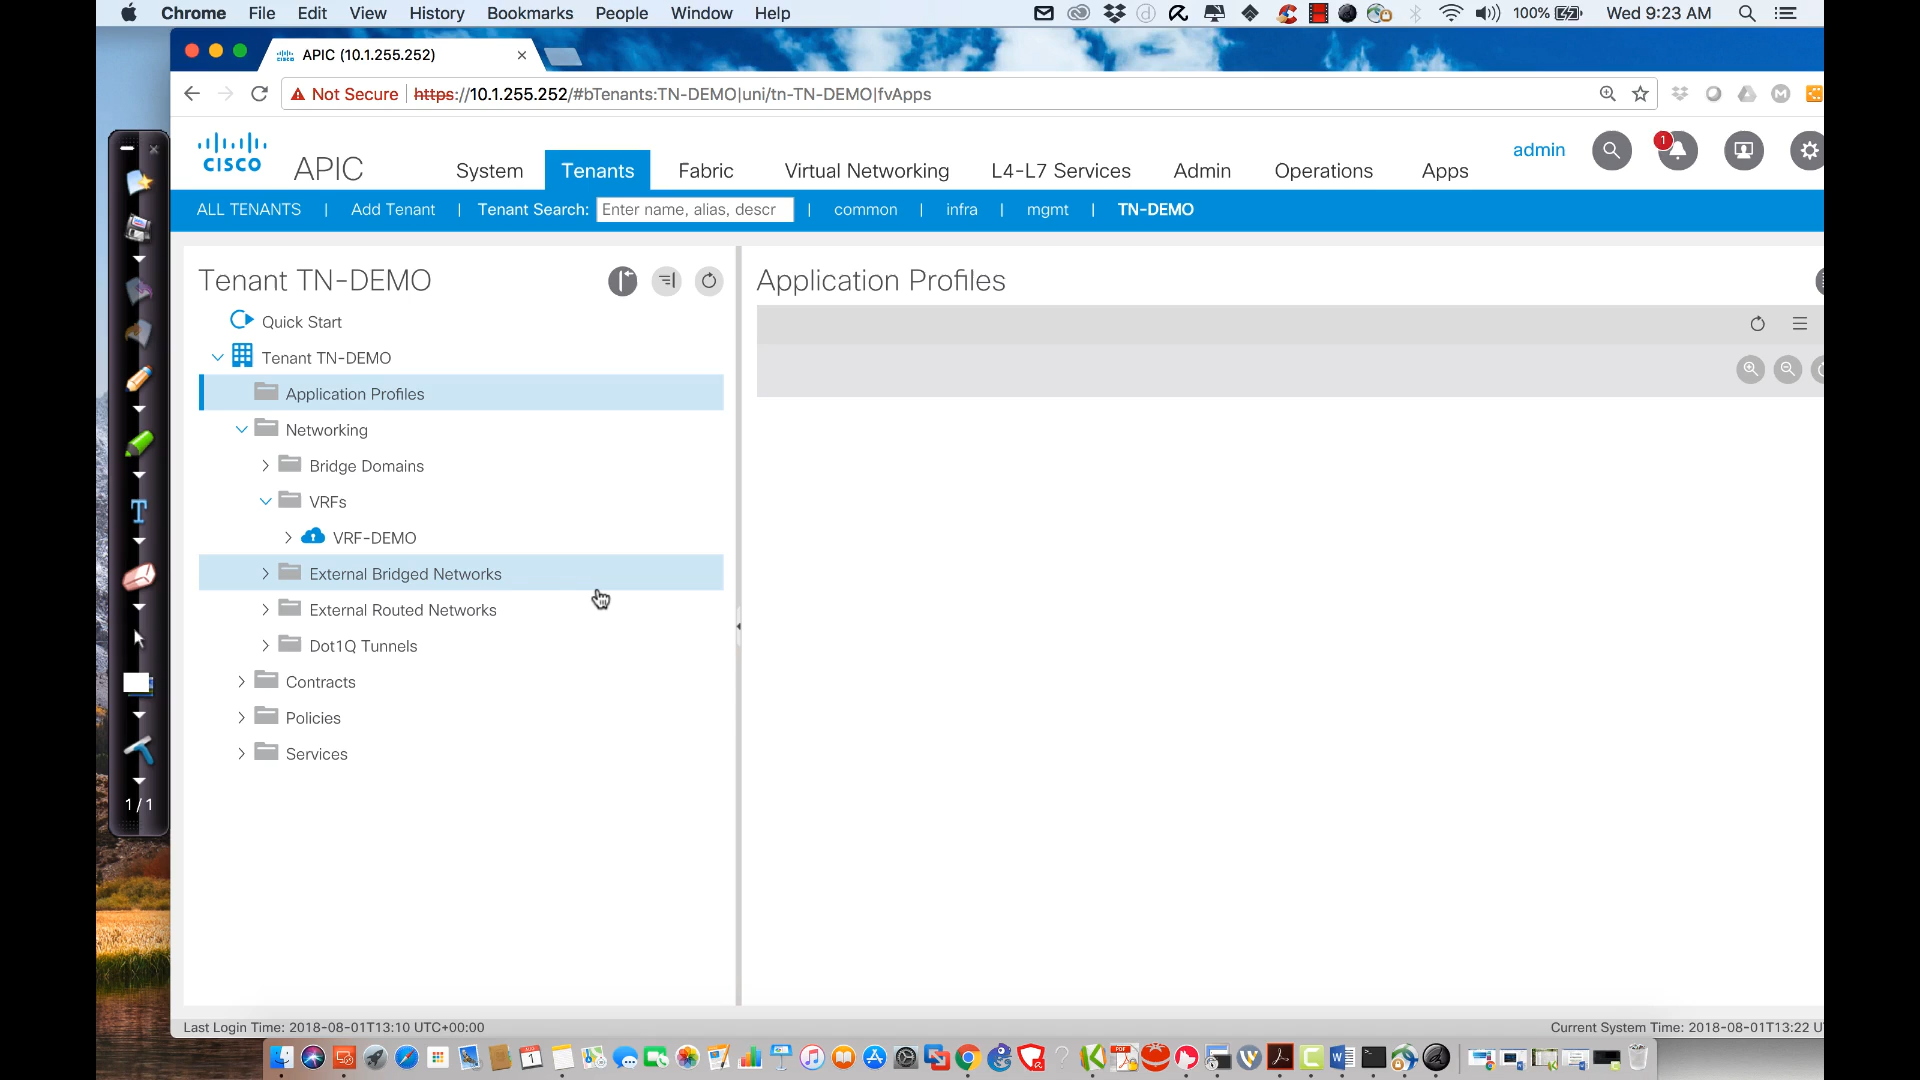 Chrome File Edit View History Bookmarks People Window Help 100% Wed 9:23 AM
APIC (10.1.255.252)
Not Secure | https://10.1.255.252/#bTenants:TN-DEMO|uni/tn-TN-DEMO|fvApps
CISCO APIC System Tenants Fabric Virtual Networking L4-L7 Services Admin Operations Apps admin 1
ALL TENANTS | Add Tenant | Tenant Search: Enter name, alias, descr | common | infra | mgmt | TN-DEMO
Tenant TN-DEMO
Quick Start
Tenant TN-DEMO
Application Profiles
Networking
Bridge Domains
VRFs
VRF-DEMO
External Bridged Networks
External Routed Networks
Dot1Q Tunnels
Contracts
Policies
Services
Application Profiles
1 / 1
Last Login Time: 2018-08-01T13:10 UTC+00:00
Current System Time: 2018-08-01T13:22 U